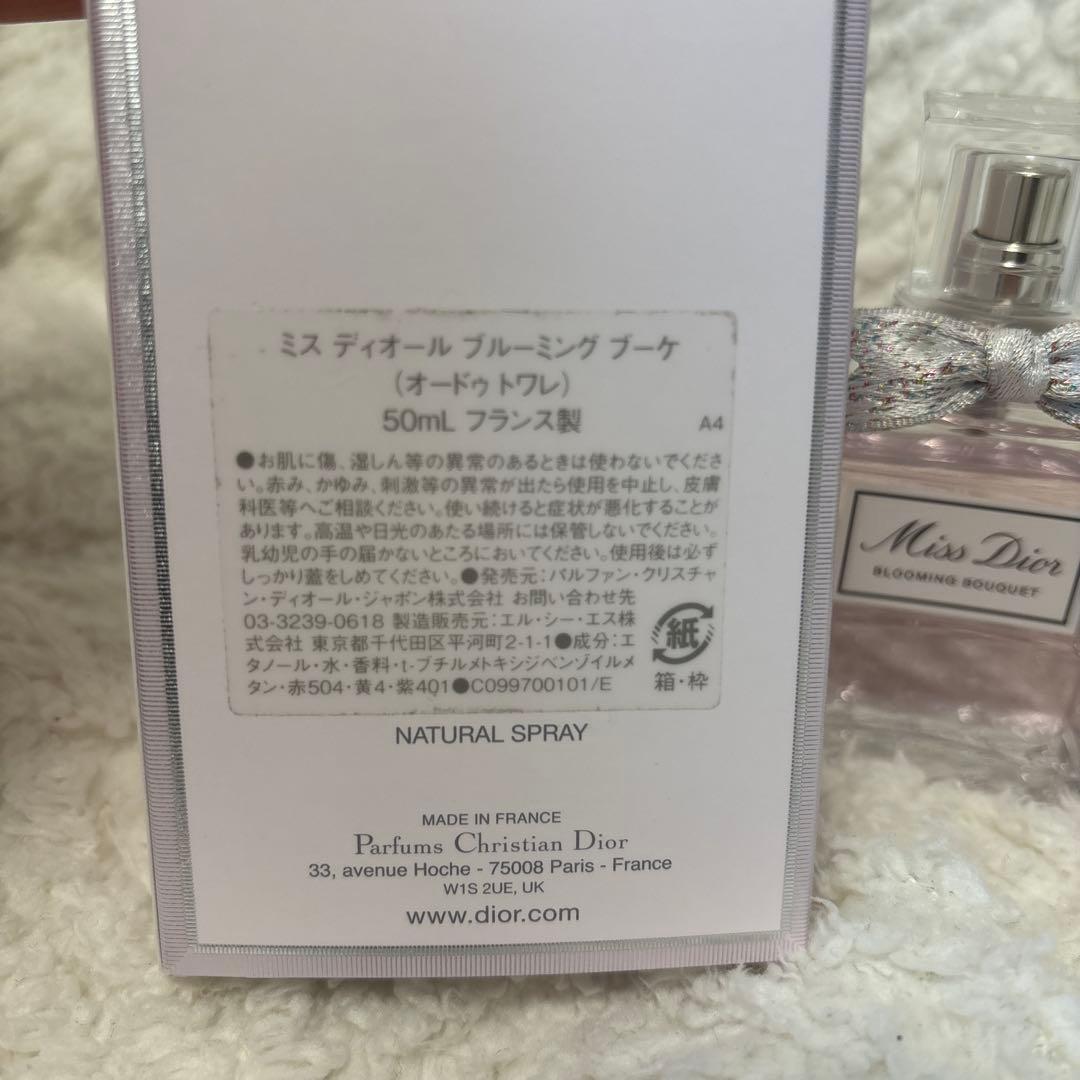 ミス ディオール ブルーミング ブーケ
(オードゥ トワレ)
50mL フランス製
A4
●お肌に傷、湿しん等の異常のあるときは使わないでくださ
い。赤み、かゆみ、刺激等の異常が出たら使用を中止し、皮膚
科医等へご相談ください。使い続けると症状が悪化することが
あります。高温や日光のあたる場所には保管しないでください。
乳幼児の手の届かないところにおいてください。使用後は必ず
しっかり蓋をしめてください。●発売元：パルファン・クリスチャ
ン・ディオール・ジャポン株式会社 お問い合わせ先
03-3239-0618 製造販売元：エル・シー・エス株
式会社 東京都千代田区平河町2-1-1●成分：エ
タノール・水・香料・t-ブチルメトキシジベンゾイルメ
タン・赤504・黄4・紫401●C099700101/E
紙
箱・枠
NATURAL SPRAY
MADE IN FRANCE
Parfums Christian Dior
33, avenue Hoche - 75008 Paris - France
W1S 2UE, UK
www.dior.com
Miss Dior
BLOOMING BOUQUET